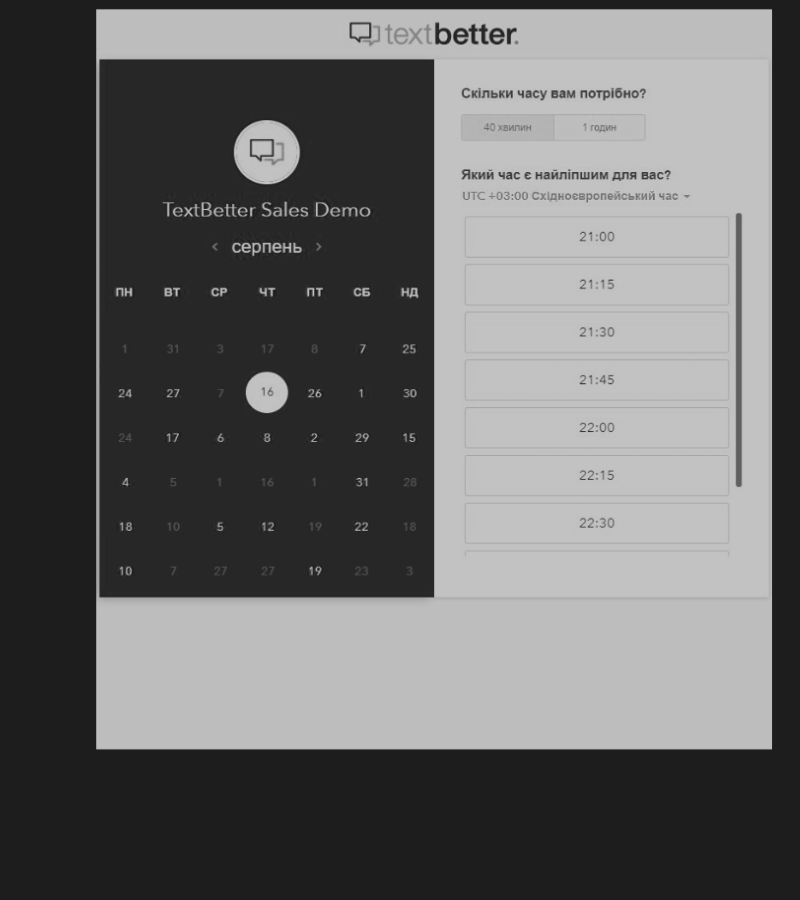 textbetter.
TextBetter Sales Demo
< серпень >
ПН ВТ СР ЧТ ПТ СБ НД
1 31 3 17 8 7 25
24 27 7 16 26 1 30
24 17 6 8 2 29 15
4 5 1 16 1 31 28
18 10 5 12 19 22 18
10 7 27 27 19 23 3
Скільки часу вам потрібно?
40 хвилин 1 годин
Який час є найліпшим для вас?
UTC +03:00 Східноєвропейський час
21:00
21:15
21:30
21:45
22:00
22:15
22:30